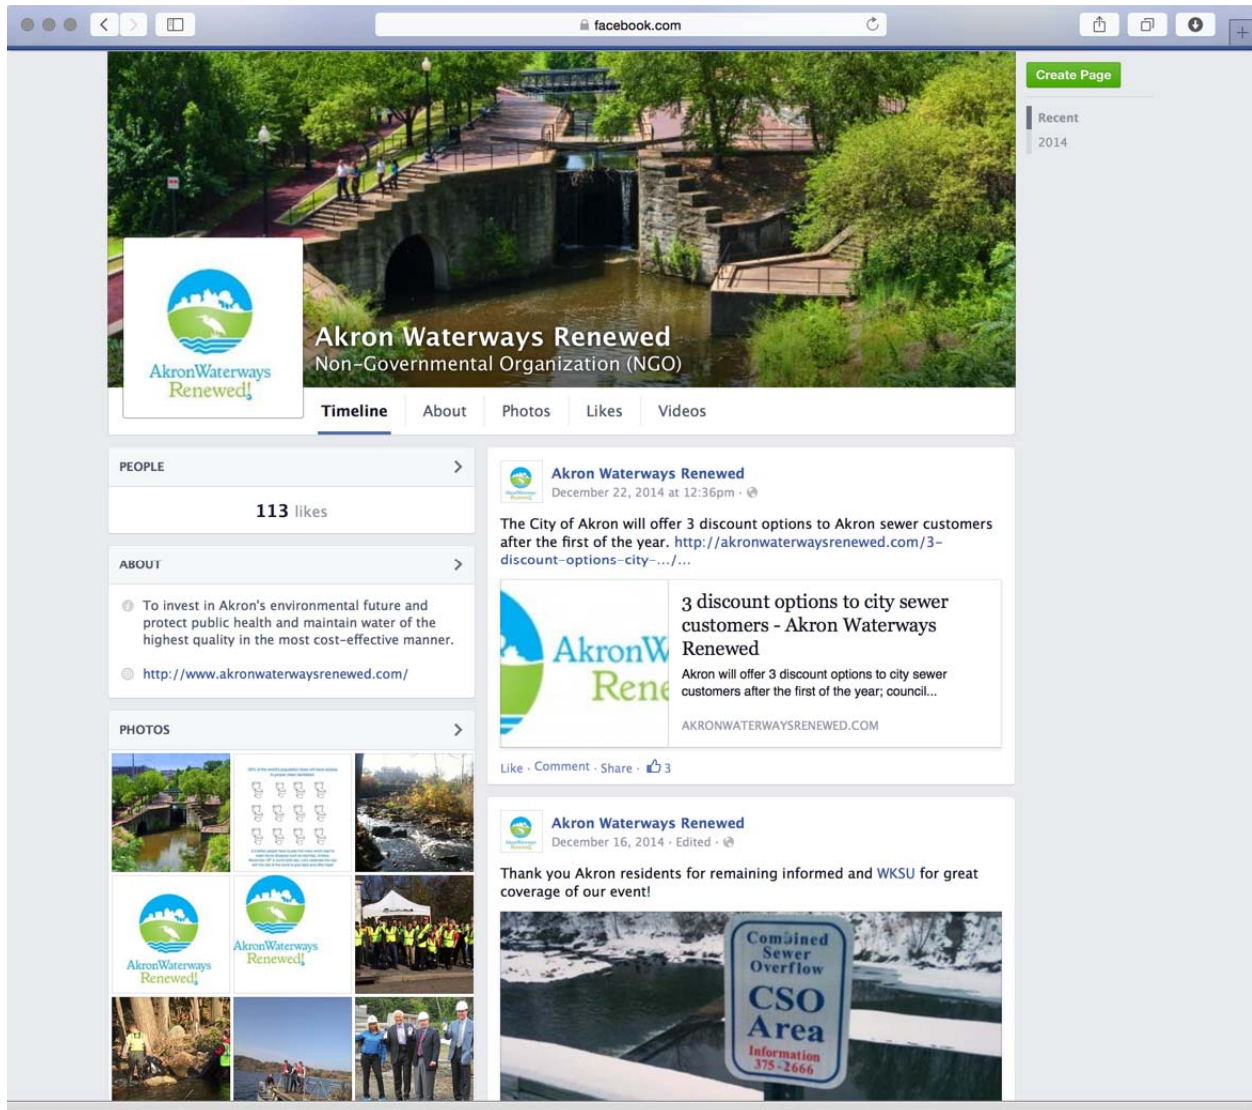 facebook.com
Create Page
Recent
2014
AkronWaterways
Renewed!
Akron Waterways Renewed
Non-Governmental Organization (NGO)
Timeline
About
Photos
Likes
Videos
PEOPLE
113 likes
ABOUT
To invest in Akron's environmental future and
protect public health and maintain water of the
highest quality in the most cost-effective manner.
http://www.akronwaterwaysrenewed.com/
PHOTOS
AkronWaterways
Renewed!
AkronWaterways
Renewed!
Akron Waterways Renewed
December 22, 2014 at 12:36pm ·
The City of Akron will offer 3 discount options to Akron sewer customers
after the first of the year. http://akronwaterwaysrenewed.com/3-
discount-options-city-.../...
AkronW
Rene
3 discount options to city sewer
customers - Akron Waterways
Renewed
Akron will offer 3 discount options to city sewer
customers after the first of the year; council...
AKRONWATERWAYSRENEWED.COM
Like · Comment · Share · 3
Akron Waterways Renewed
December 16, 2014 · Edited ·
Thank you Akron residents for remaining informed and WKSU for great
coverage of our event!
Combined
Sewer
Overflow
CSO
Area
Information
375-2666